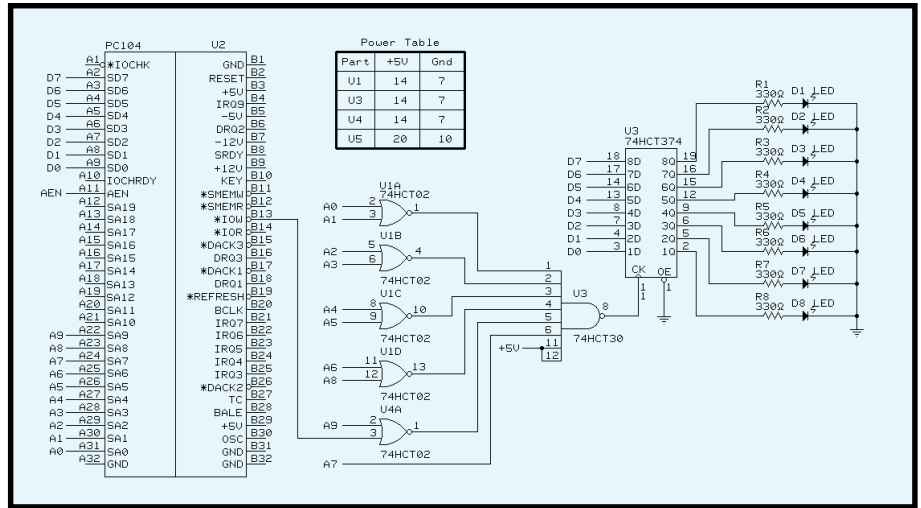 PC104 U2
A1 *IOCHK GND B1
D7 A2 SD7 RESET B2
D6 A3 SD6 +5V B3
D5 A4 SD5 IRQ9 B4
D4 A5 SD4 -5V B5
D3 A6 SD3 DRQ2 B6
D2 A7 SD2 -12V B7
D1 A8 SD1 SRDY B8
D0 A9 SD0 +12V B9
A10 IOCHRDY KEY B10
AEN A11 AEN *SMEMW B11
A12 SA19 *SMEMR B12
A13 SA18 *IOW B13
A14 SA17 *IOR B14
A15 SA16 *DACK3 B15
A16 SA15 DRQ3 B16
A17 SA14 *DACK1 B17
A18 SA13 DRQ1 B18
A19 SA12 *REFRESH B19
A20 SA11 BCLK B20
A21 SA10 IRQ7 B21
A9 A22 SA9 IRQ6 B22
A8 A23 SA8 IRQ5 B23
A7 A24 SA7 IRQ4 B24
A6 A25 SA6 IRQ3 B25
A5 A26 SA5 *DACK2 B26
A4 A27 SA4 TC B27
A3 A28 SA3 BALE B28
A2 A29 SA2 +5V B29
A1 A30 SA1 OSC B30
A0 A31 SA0 GND B31
A32 GND GND B32
Power Table
Part +5V Gnd
U1 14 7
U3 14 7
U4 14 7
U5 20 10
U1A
74HCT02
A0 2 1
A1 3
U1B
A2 5 4
A3 6
74HCT02
U1C
A4 8 10
A5 9
74HCT02
U1D
A6 11 13
A8 12
74HCT02
U4A
A9 2 1
3
74HCT02
A7
1
2
3 U3
4
5 8
6
+5V 11
12
74HCT30
U3
74HCT374
D7 18 8D 8Q 19
D6 17 7D 7Q 16
D5 14 6D 6Q 15
D4 13 5D 5Q 12
D3 8 4D 4Q 9
D2 7 3D 3Q 6
D1 4 2D 2Q 5
D0 3 1D 1Q 2
CK OE
1 1
1
R1
330Ω D1 LED
R2
330Ω D2 LED
R3
330Ω D3 LED
R4
330Ω D4 LED
R5
330Ω D5 LED
R6
330Ω D6 LED
R7
330Ω D7 LED
R8
330Ω D8 LED